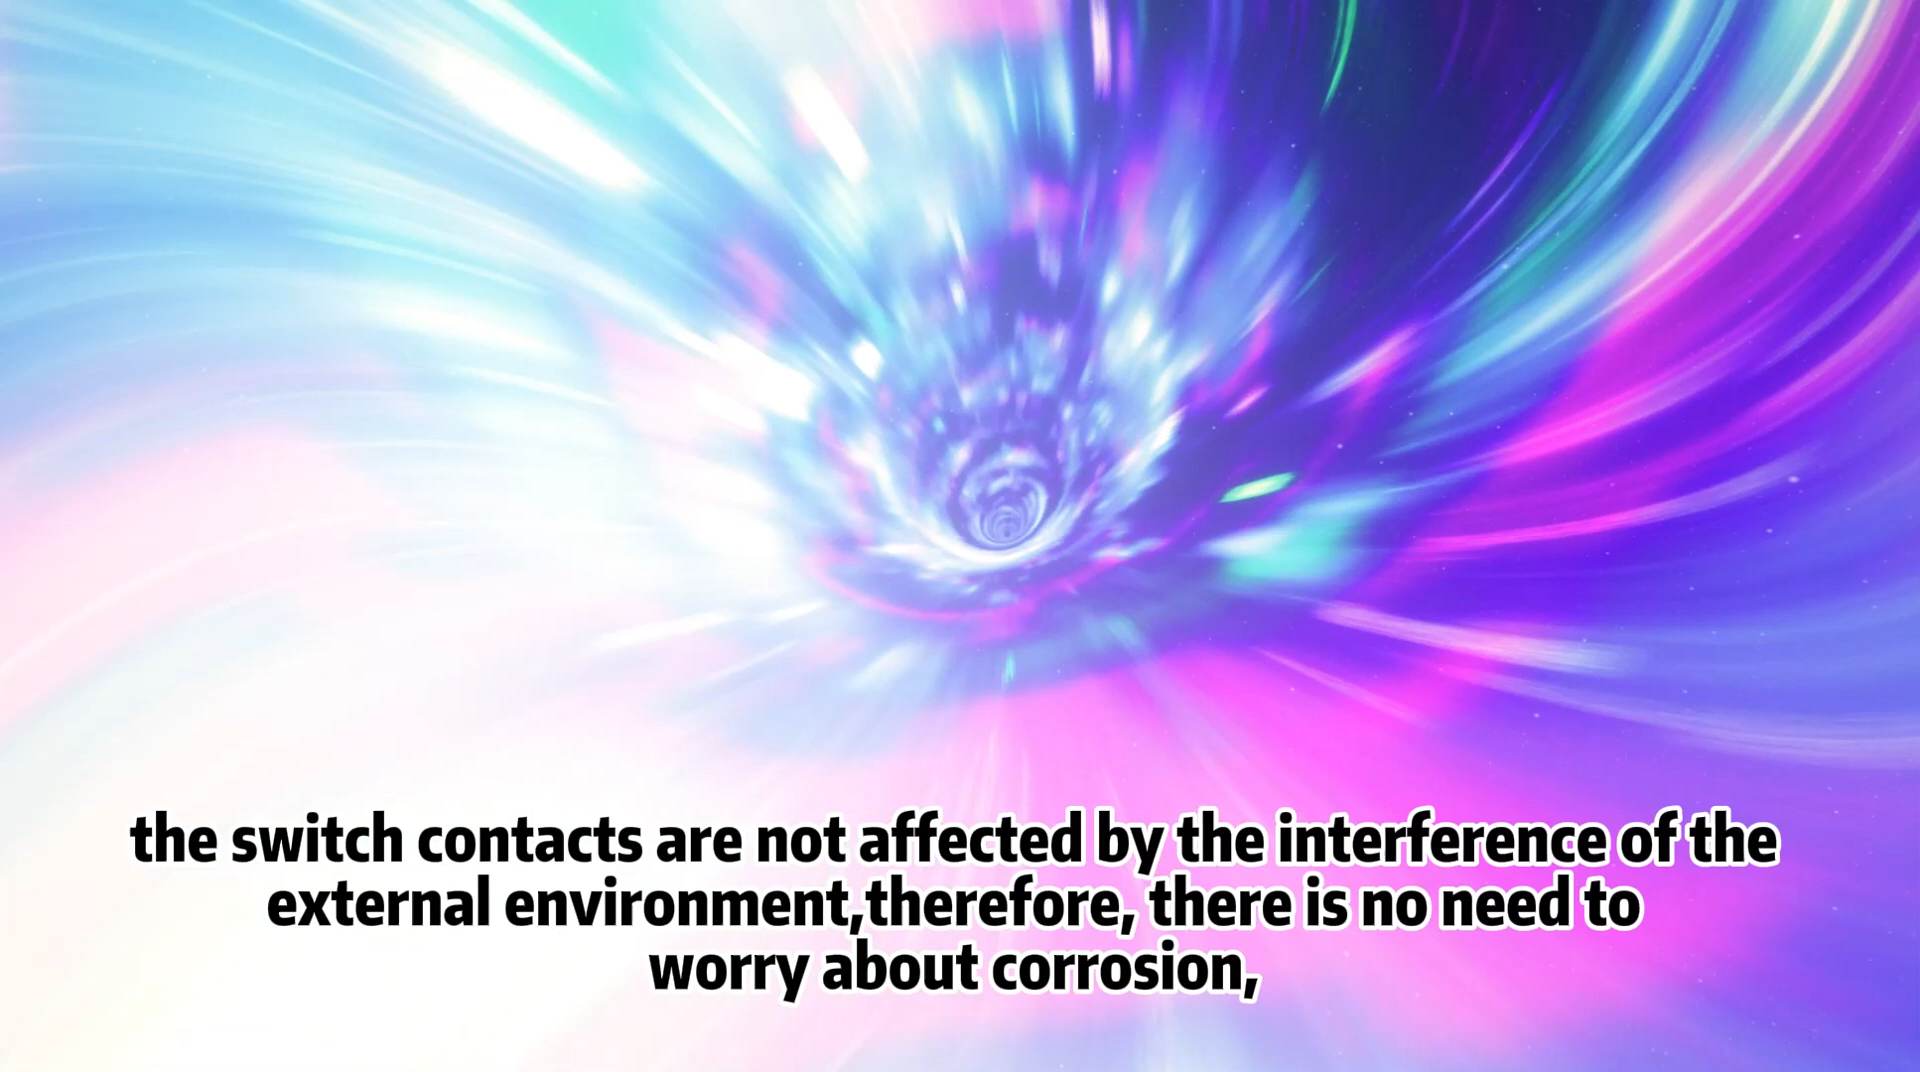 the switch contacts are not affected by the interference of the
external environment,therefore, there is no need to
worry about corrosion,